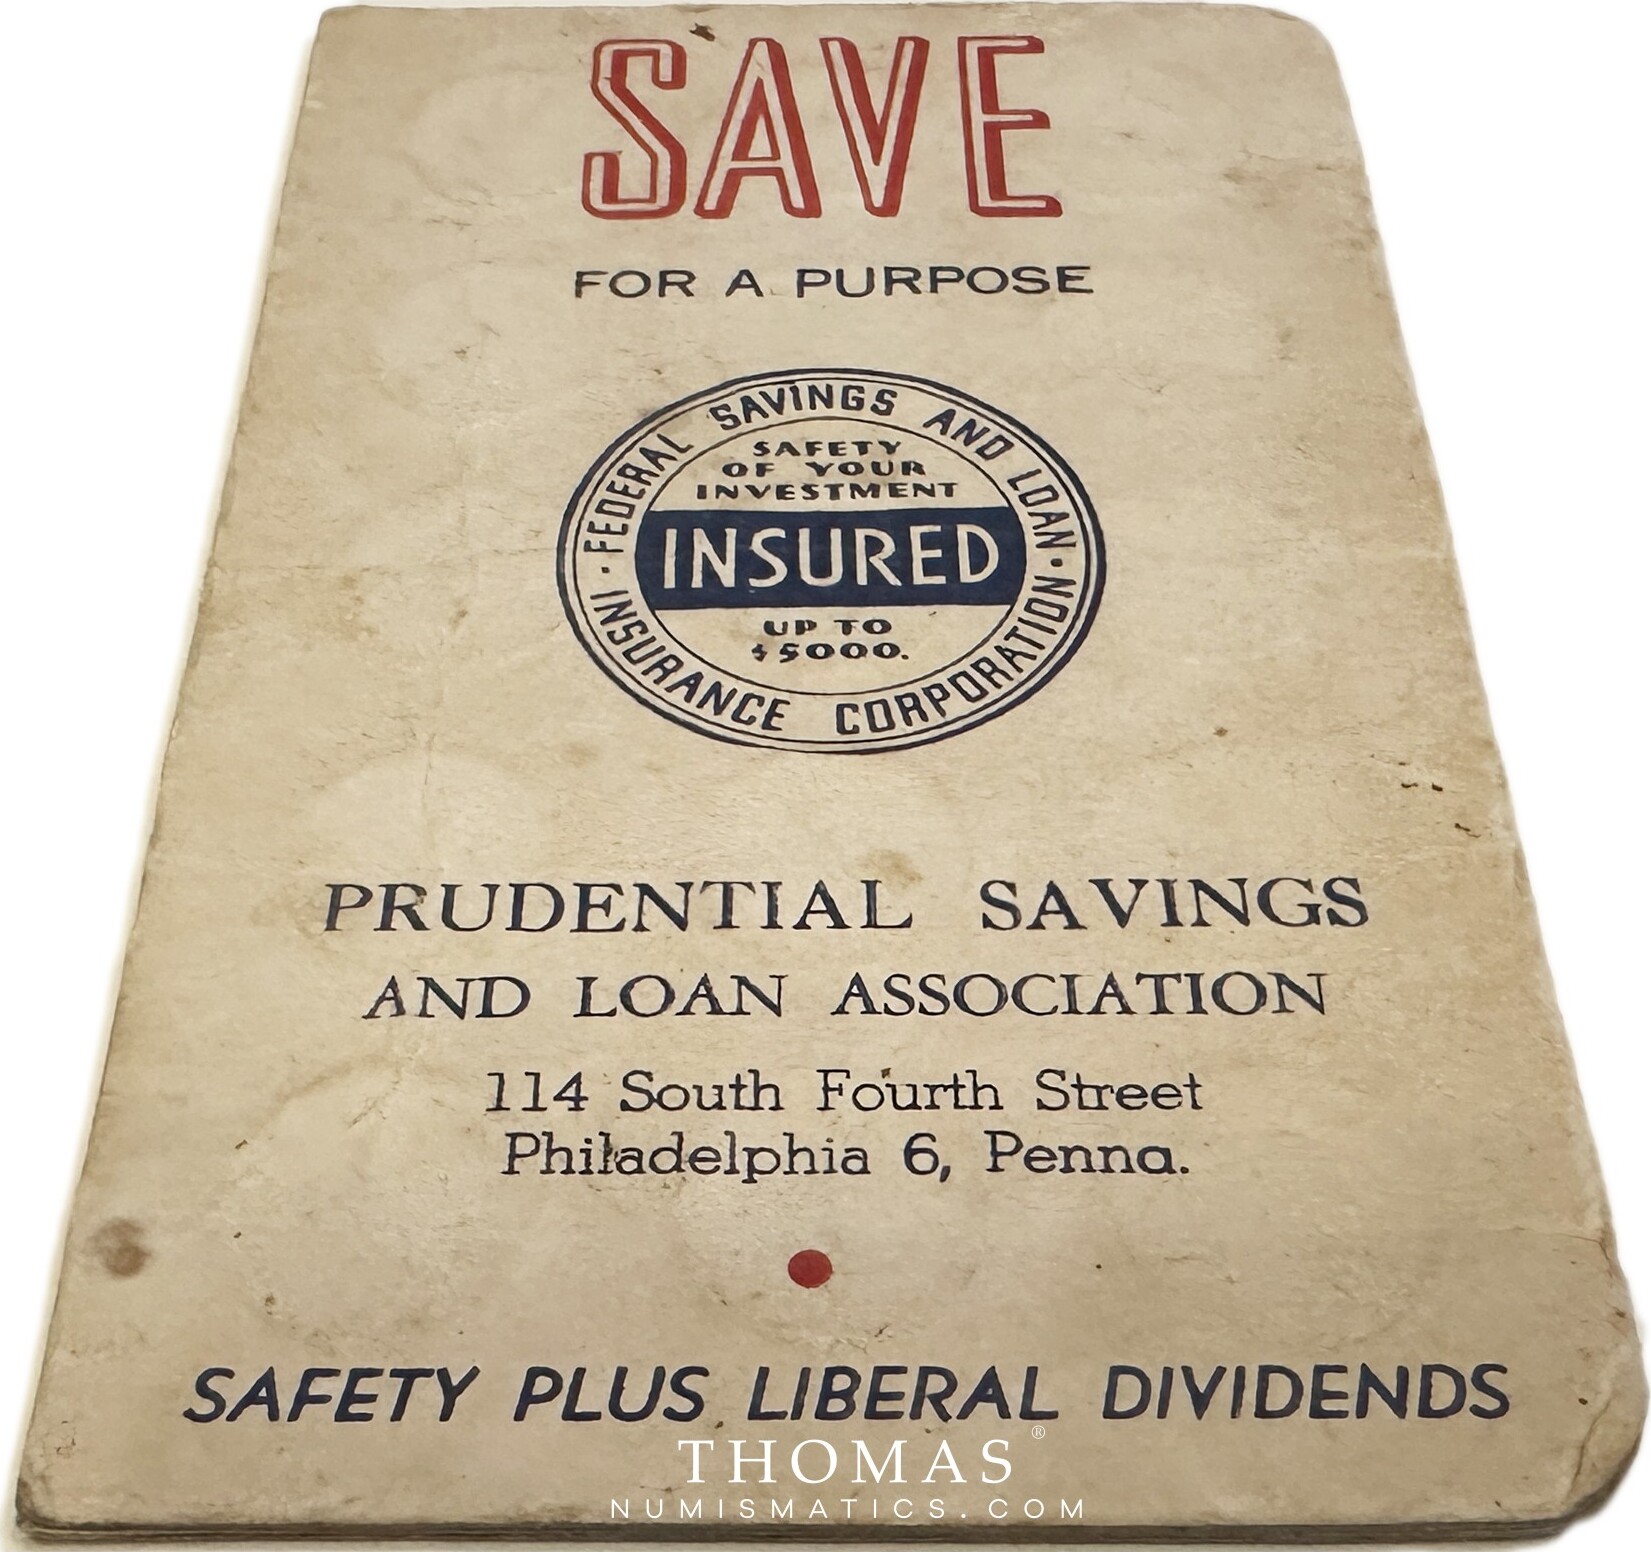 SAVE
FOR A PURPOSE
FEDERAL SAVINGS AND LOAN
SAFETY
OF YOUR
INVESTMENT
INSURED
UP TO
$5000.
INSURANCE CORPORATION
PRUDENTIAL SAVINGS
AND LOAN ASSOCIATION
114 South Fourth Street
Philadelphia 6, Penna.
SAFETY PLUS LIBERAL DIVIDENDS
THOMAS®
NUMISMATICS.COM